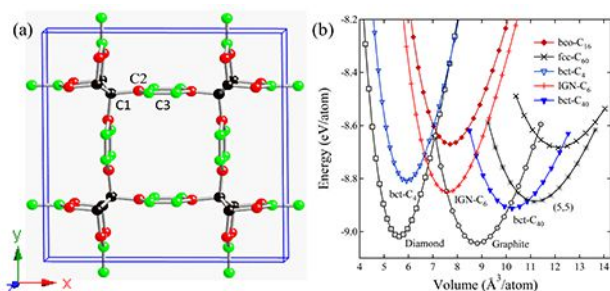 (a)
C2
C1
C3
y
z
x
(b)
-8.2
-8.4
-8.6
-8.8
-9.0
Energy (eV/atom)
bco-C16
fcc-C60
bct-C4
IGN-C6
bct-C40
bct-C4
IGN-C6
bct-C40
(5,5)
Diamond
Graphite
4 5 6 7 8 9 10 11 12 13 14
Volume (Å³/atom)